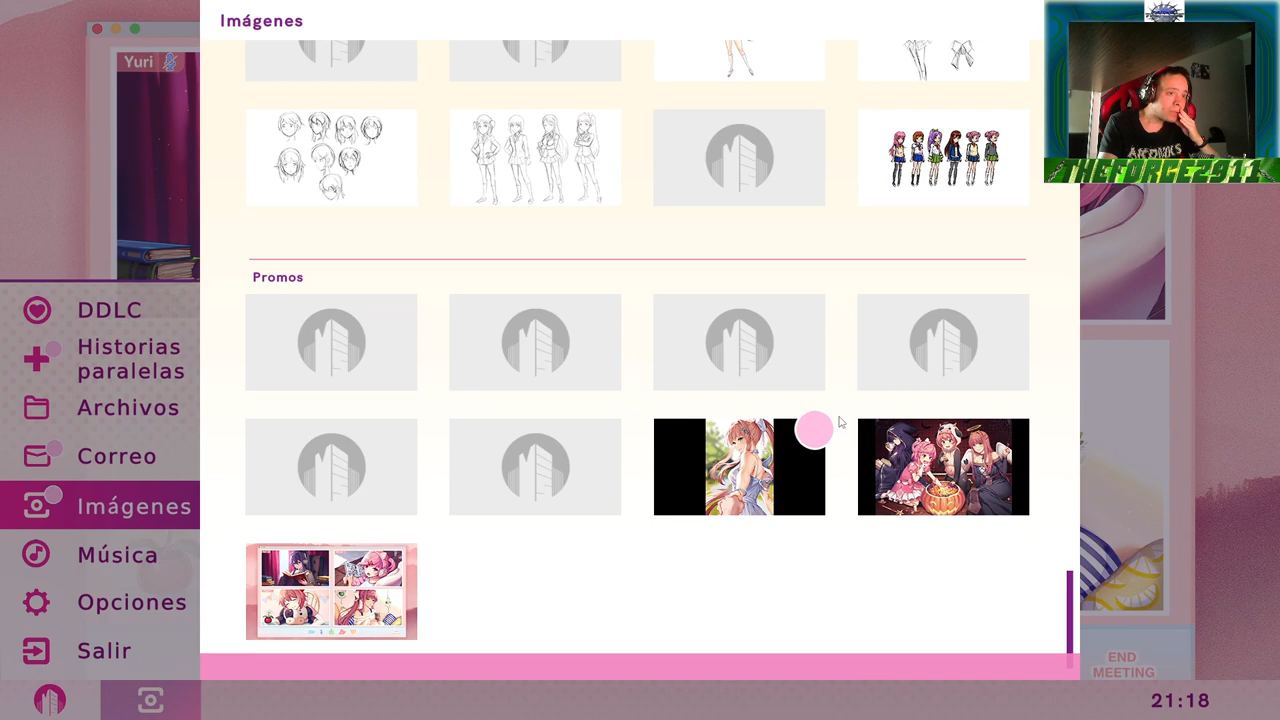 Imágenes
Yuri
THEFORCE2911
Promos
DDLC
Historias
paralelas
Archivos
Correo
Imágenes
Música
Opciones
Salir
END
MEETING
21:18